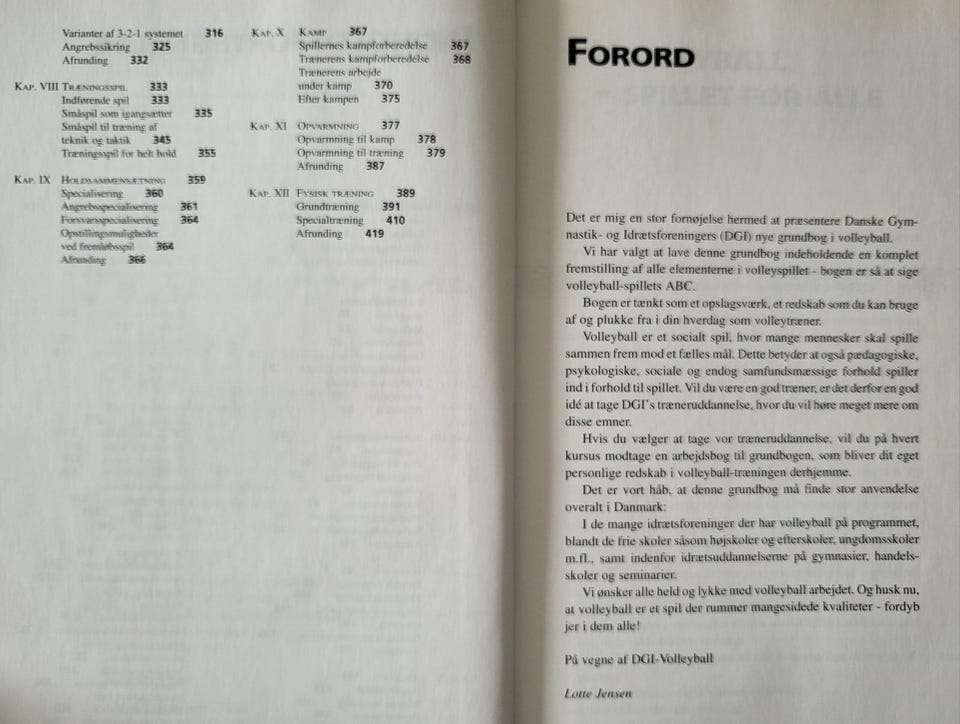 Varianter af 3-2-1 systemet 316
Angrebssikring 325
Afrunding 332
KAP. VIII TRÆNINGSSPIL 333
Indførende spil 333
Småspil som igangsætter 335
Småspil til træning af
teknik og taktik 345
Træningsspil for helt hold 355
KAP. IX HOLDSAMMENSÆTNING 359
Specialisering 360
Angrebsspecialisering 361
Forsvarsspecialisering 364
Opstillingsmuligheder
ved fremløbsspil 364
Afrunding 366
KAP. X KAMP 367
Spillernes kampforberedelse 367
Trænerens kampforberedelse 368
Trænerens arbejde
under kamp 370
Efter kampen 375
KAP. XI OPVARMNING 377
Opvarmning til kamp 378
Opvarmning til træning 379
Afrunding 387
KAP. XII FYSISK TRÆNING 389
Grundtræning 391
Specialtræning 410
Afrunding 419
FORORD
Det er mig en stor fornøjelse hermed at præsentere Danske Gym-
nastik- og Idrætsforeningers (DGI) nye grundbog i volleyball.
Vi har valgt at lave denne grundbog indeholdende en komplet
fremstilling af alle elementerne i volleyspillet - bogen er så at sige
volleyball-spillets ABC.
Bogen er tænkt som et opslagsværk, et redskab som du kan bruge
af og plukke fra i din hverdag som volleytræner.
Volleyball er et socialt spil, hvor mange mennesker skal spille
sammen frem mod et fælles mål. Dette betyder at også pædagogiske,
psykologiske, sociale og endog samfundsmæssige forhold spiller
ind i forhold til spillet. Vil du være en god træner, er det derfor en god
idé at tage DGI's træneruddannelse, hvor du vil høre meget mere om
disse emner.
Hvis du vælger at tage vor træneruddannelse, vil du på hvert
kursus modtage en arbejdsbog til grundbogen, som bliver dit eget
personlige redskab i volleyball-træningen derhjemme.
Det er vort håb, at denne grundbog må finde stor anvendelse
overalt i Danmark:
I de mange idrætsforeninger der har volleyball på programmet,
blandt de frie skoler såsom højskoler og efterskoler, ungdomsskoler
m.fl., samt indenfor idrætsuddannelserne på gymnasier, handels-
skoler og seminarier.
Vi ønsker alle held og lykke med volleyball arbejdet. Og husk nu,
at volleyball er et spil der rummer mangesidede kvaliteter - fordyb
jer i dem alle!
På vegne af DGI-Volleyball
Lotte Jensen